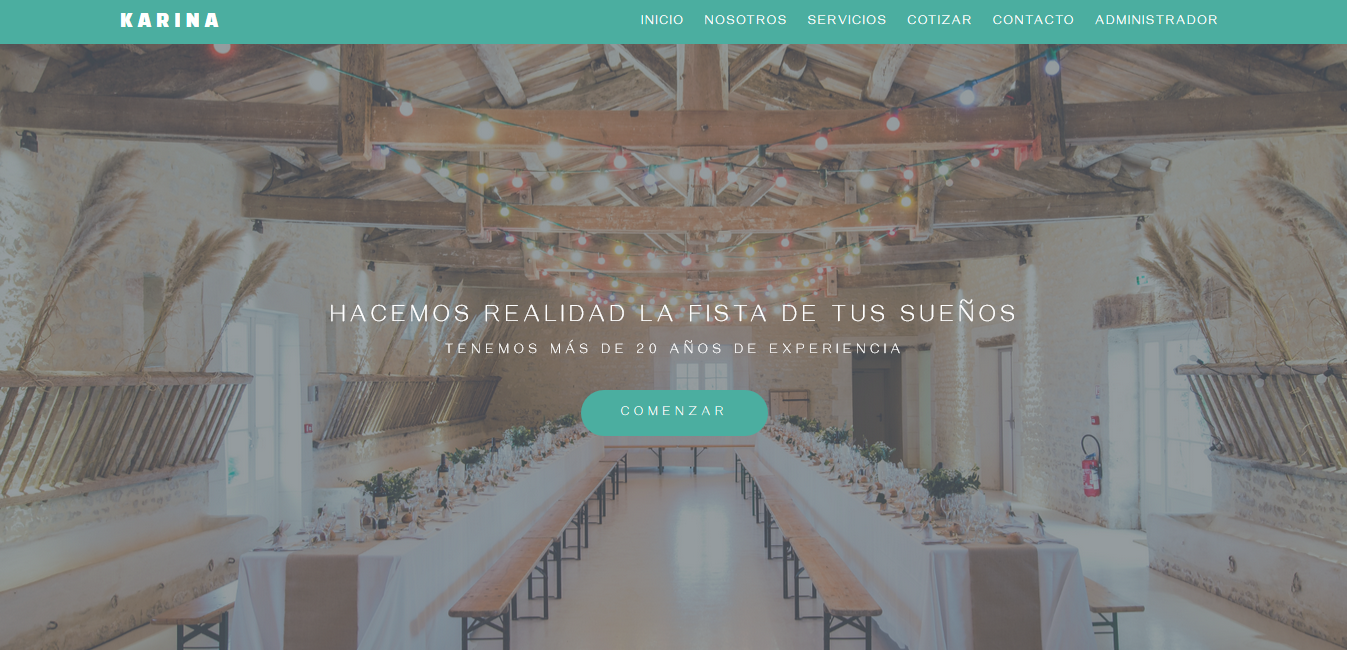 KARINA
INICIO NOSOTROS SERVICIOS COTIZAR CONTACTO ADMINISTRADOR
HACEMOS REALIDAD LA FISTA DE TUS SUEÑOS
TENEMOS MÁS DE 20 AÑOS DE EXPERIENCIA
COMENZAR